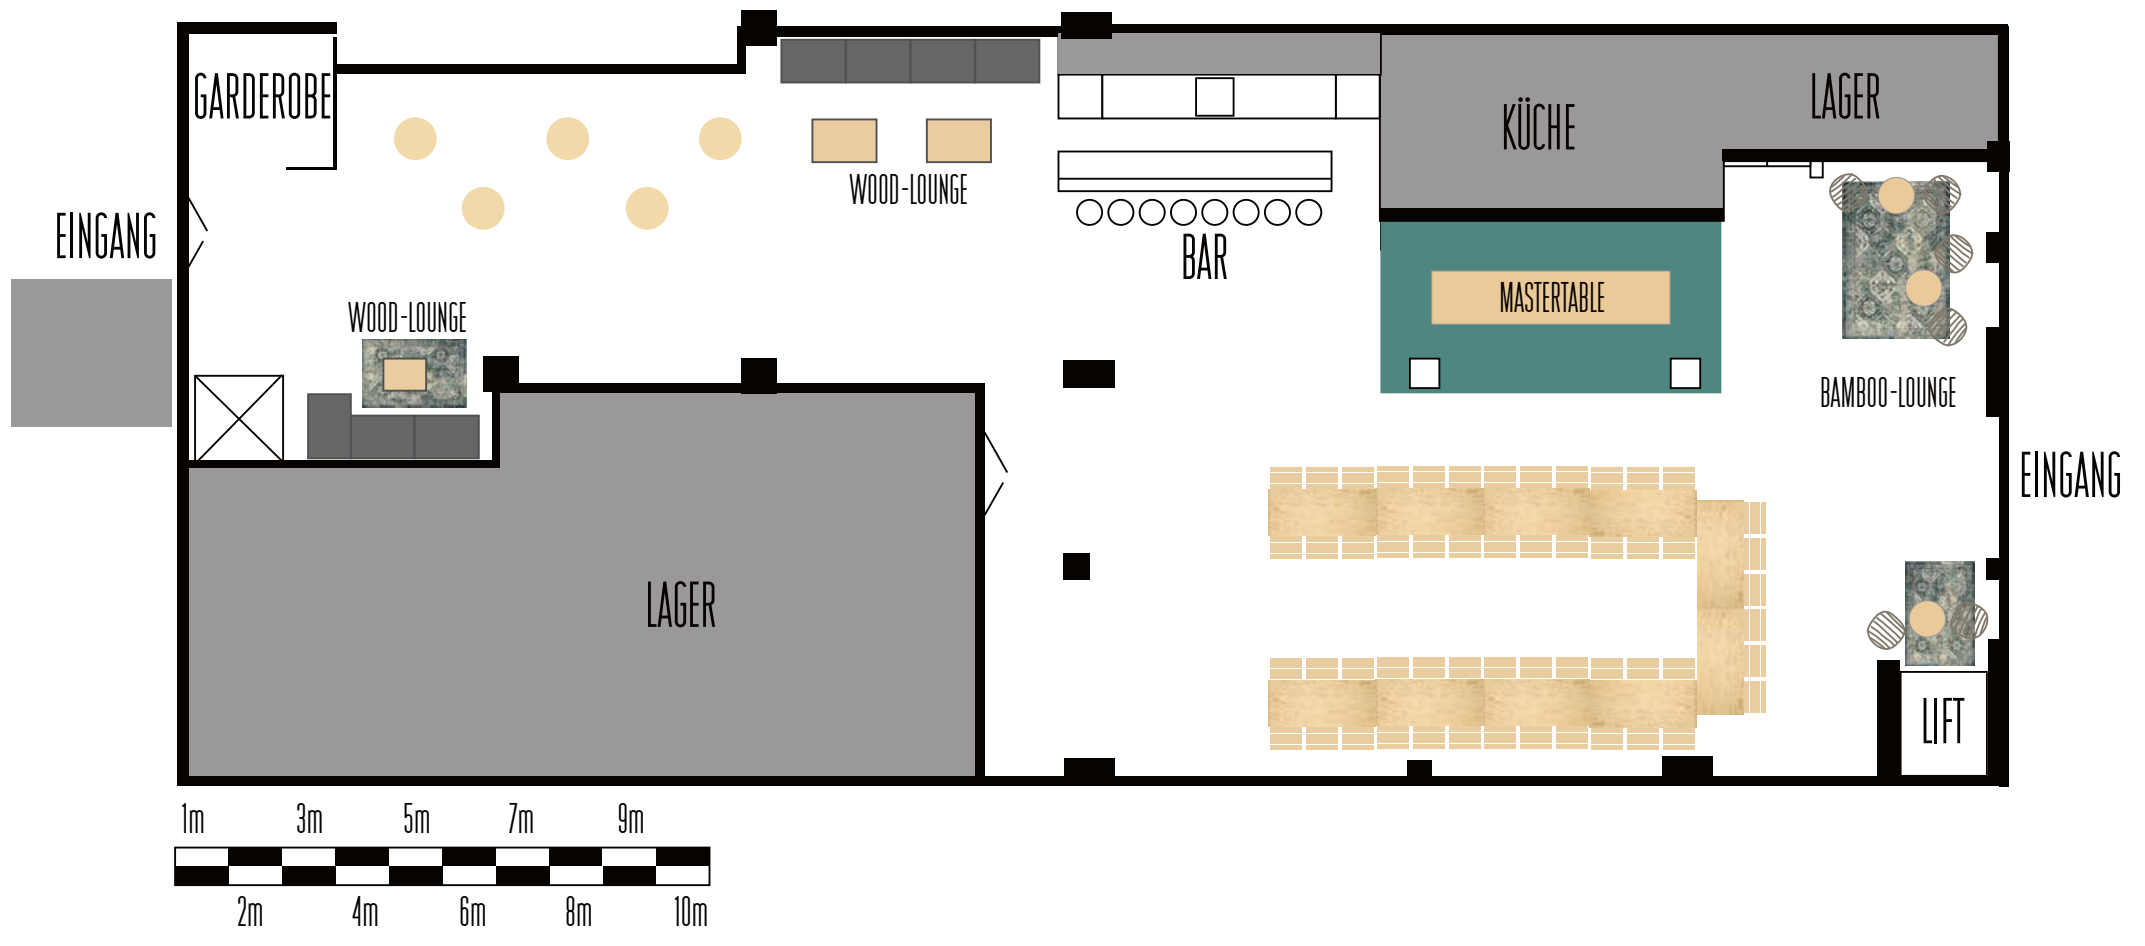 GARDEROBE
LAGER
KÜCHE
WOOD-LOUNGE
EINGANG
BAR
MASTERTABLE
WOOD-LOUNGE
BAMBOO-LOUNGE
EINGANG
LAGER
LIFT
1m 3m 5m 7m 9m
2m 4m 6m 8m 10m